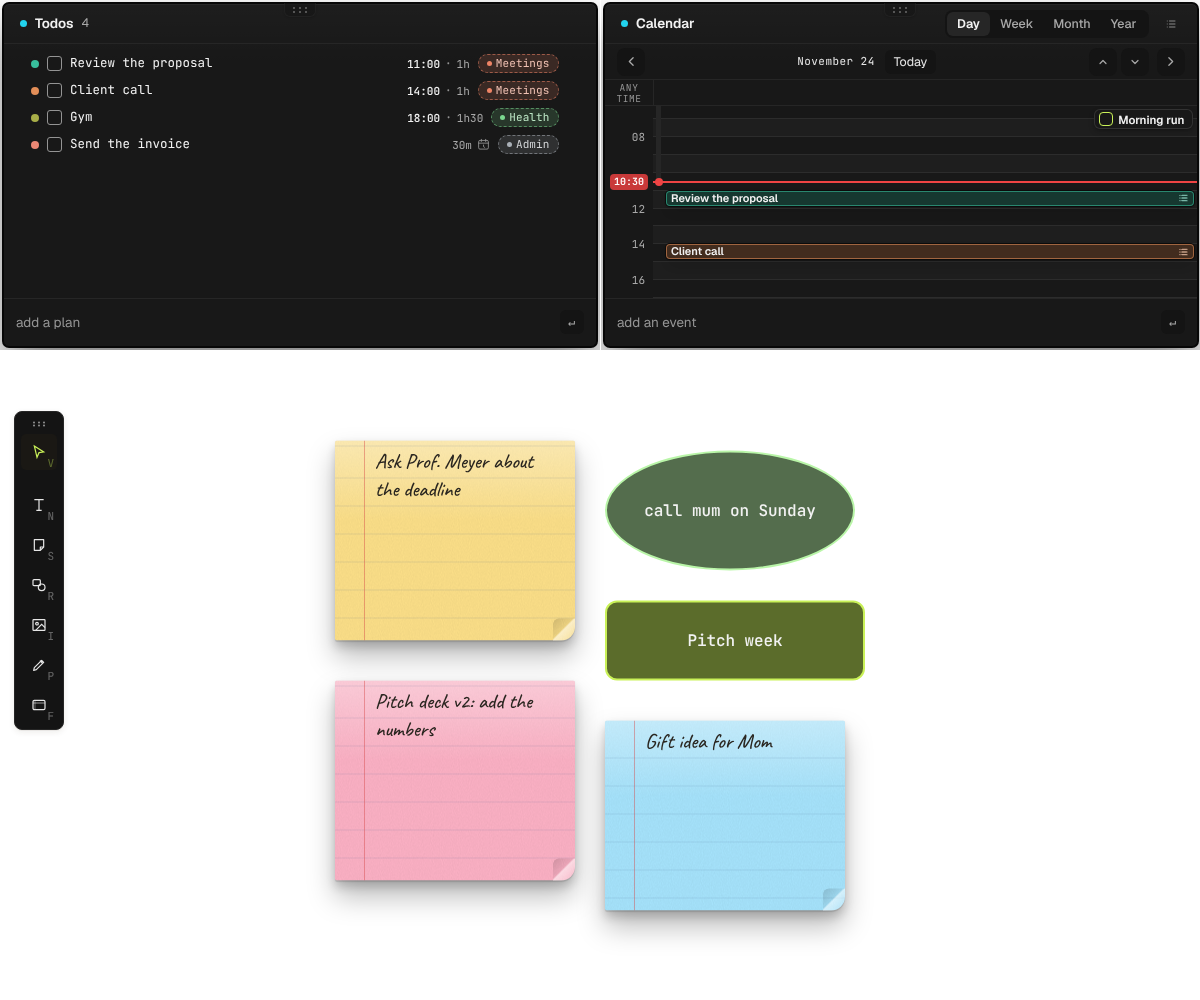 Todos 4
Review the proposal 11:00 · 1h Meetings
Client call 14:00 · 1h Meetings
Gym 18:00 · 1h30 Health
Send the invoice 30m Admin
add a plan
Calendar Day Week Month Year
November 24 Today
ANY
TIME
Morning run
08
10:30
Review the proposal
12
14
Client call
16
add an event
V
N
S
R
I
P
F
Ask Prof. Meyer about
the deadline
call mum on Sunday
Pitch week
Pitch deck v2: add the
numbers
Gift idea for Mom